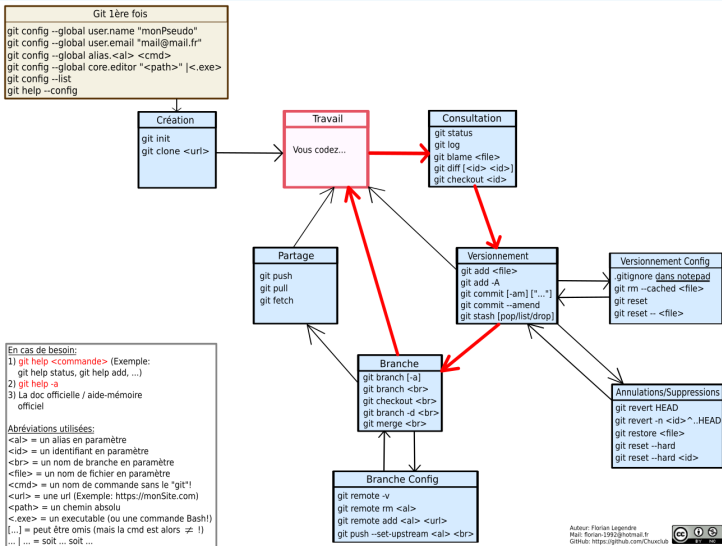 Git 1ère fois
git config --global user.name "monPseudo"
git config --global user.email "mail@mail.fr"
git config --global alias.<al> <cmd>
git config --global core.editor "<path>" |<.exe>
git config --list
git help --config
Création
git init
git clone <url>
Travail
Vous codez...
Consultation
git status
git log
git blame <file>
git diff [<id> <id>]
git checkout <id>
Partage
git push
git pull
git fetch
Versionnement
git add <file>
git add -A
git commit [-am] ["..."]
git commit --amend
git stash [pop/list/drop]
Versionnement Config
.gitignore dans notepad
git rm --cached <file>
git reset
git reset -- <file>
Branche
git branch [-a]
git branch <br>
git checkout <br>
git branch -d <br>
git merge <br>
Annulations/Suppressions
git revert HEAD
git revert -n <id>^..HEAD
git restore <file>
git reset --hard
git reset --hard <id>
Branche Config
git remote -v
git remote rm <al>
git remote add <al> <url>
git push --set-upstream <al> <br>
En cas de besoin:
1) git help <commande> (Exemple:
git help status, git help add, ...)
2) git help -a
3) La doc officielle / aide-mémoire
officiel
Abréviations utilisées:
<al> = un alias en paramètre
<id> = un identifiant en paramètre
<br> = un nom de branche en paramètre
<file> = un nom de fichier en paramètre
<cmd> = un nom de commande sans le "git"!
<url> = une url (Exemple: https://monSite.com)
<path> = un chemin absolu
<.exe> = un executable (ou une commande Bash!)
[...] = peut être omis (mais la cmd est alors ≠ !)
... | ... = soit ... soit ...
Auteur: Florian Legendre
Mail: florian-1992@hotmail.fr
GitHub: https://github.com/Chuxclub
cc
BY NC